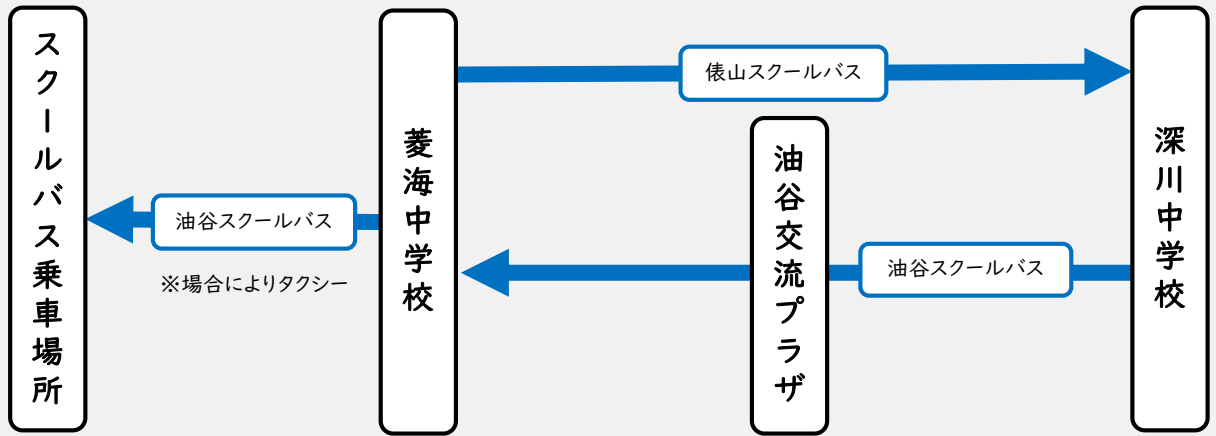 スクールバス乗車場所
油谷スクールバス
※場合によりタクシー
菱海中学校
俵山スクールバス
油谷交流プラザ
油谷スクールバス
深川中学校